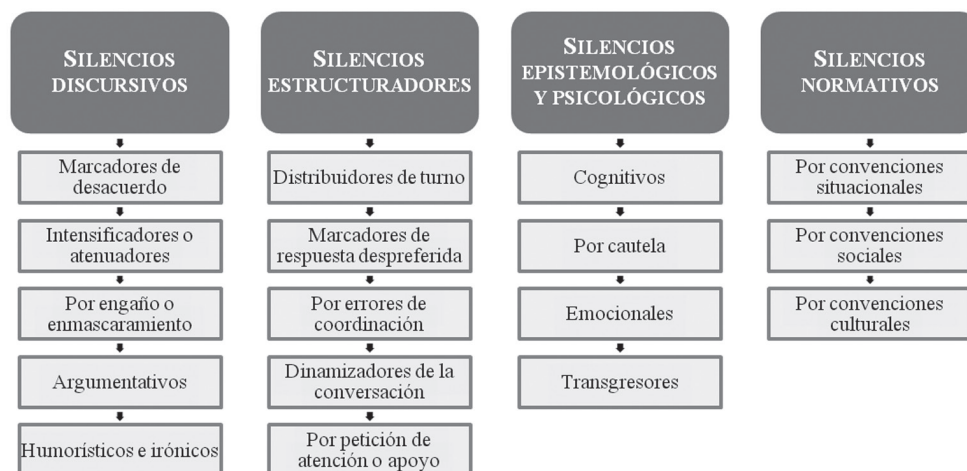 SILENCIOS
DISCURSIVOS
Marcadores de
desacuerdo
Intensificadores o
atenuadores
Por engaño o
enmascaramiento
Argumentativos
Humorísticos e irónicos
SILENCIOS
ESTRUCTURADORES
Distribuidores de turno
Marcadores de
respuesta despreferida
Por errores de
coordinación
Dinamizadores de la
conversación
Por petición de
atención o apoyo
SILENCIOS
EPISTEMOLÓGICOS
Y PSICOLÓGICOS
Cognitivos
Por cautela
Emocionales
Transgresores
SILENCIOS
NORMATIVOS
Por convenciones
situacionales
Por convenciones
sociales
Por convenciones
culturales